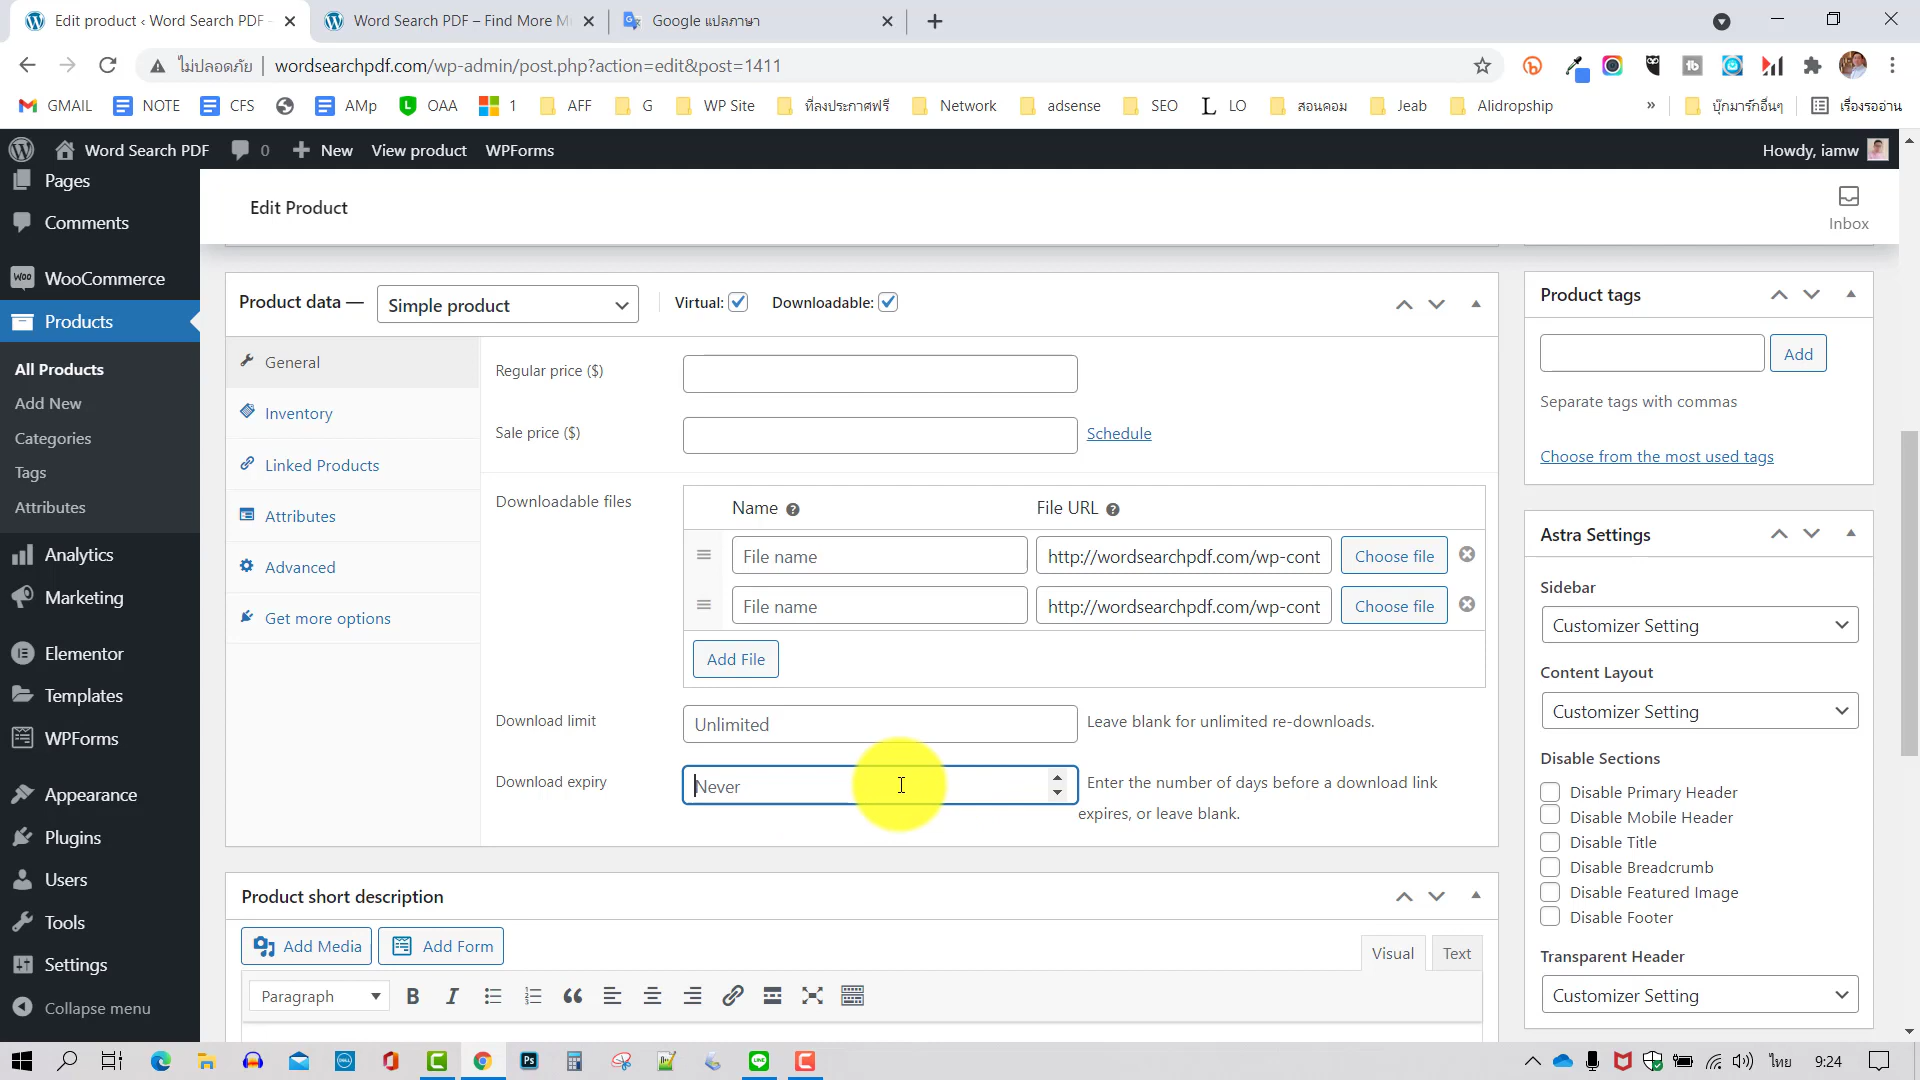 Edit product ‹ Word Search PDF –
Word Search PDF – Find More M
Google แปลภาษา
ไม่ปลอดภัย
wordsearchpdf.com/wp-admin/post.php?action=edit&post=1411
GMAIL
NOTE
CFS
AMp
OAA
1
AFF
G
WP Site
ที่ลงประกาศฟรี
Network
adsense
SEO
LO
สอนคอม
Jeab
Alidropship
»
บุ๊กมาร์กอื่นๆ
เรื่องรออ่าน
Word Search PDF
0
New
View product
WPForms
Howdy, iamw
Pages
Comments
WooCommerce
Products
All Products
Add New
Categories
Tags
Attributes
Analytics
Marketing
Elementor
Templates
WPForms
Appearance
Plugins
Users
Tools
Settings
Collapse menu
Edit Product
Inbox
Product data —
Simple product
Virtual:
Downloadable:
General
Inventory
Linked Products
Attributes
Advanced
Get more options
Regular price ($)
Sale price ($)
Schedule
Downloadable files
Name
File URL
File name
http://wordsearchpdf.com/wp-cont
Choose file
File name
http://wordsearchpdf.com/wp-cont
Choose file
Add File
Download limit
Unlimited
Leave blank for unlimited re-downloads.
Download expiry
Never
Enter the number of days before a download link
expires, or leave blank.
Product short description
Add Media
Add Form
Visual
Text
Paragraph
Product tags
Add
Separate tags with commas
Choose from the most used tags
Astra Settings
Sidebar
Customizer Setting
Content Layout
Customizer Setting
Disable Sections
Disable Primary Header
Disable Mobile Header
Disable Title
Disable Breadcrumb
Disable Featured Image
Disable Footer
Transparent Header
Customizer Setting
ไทย
9:24